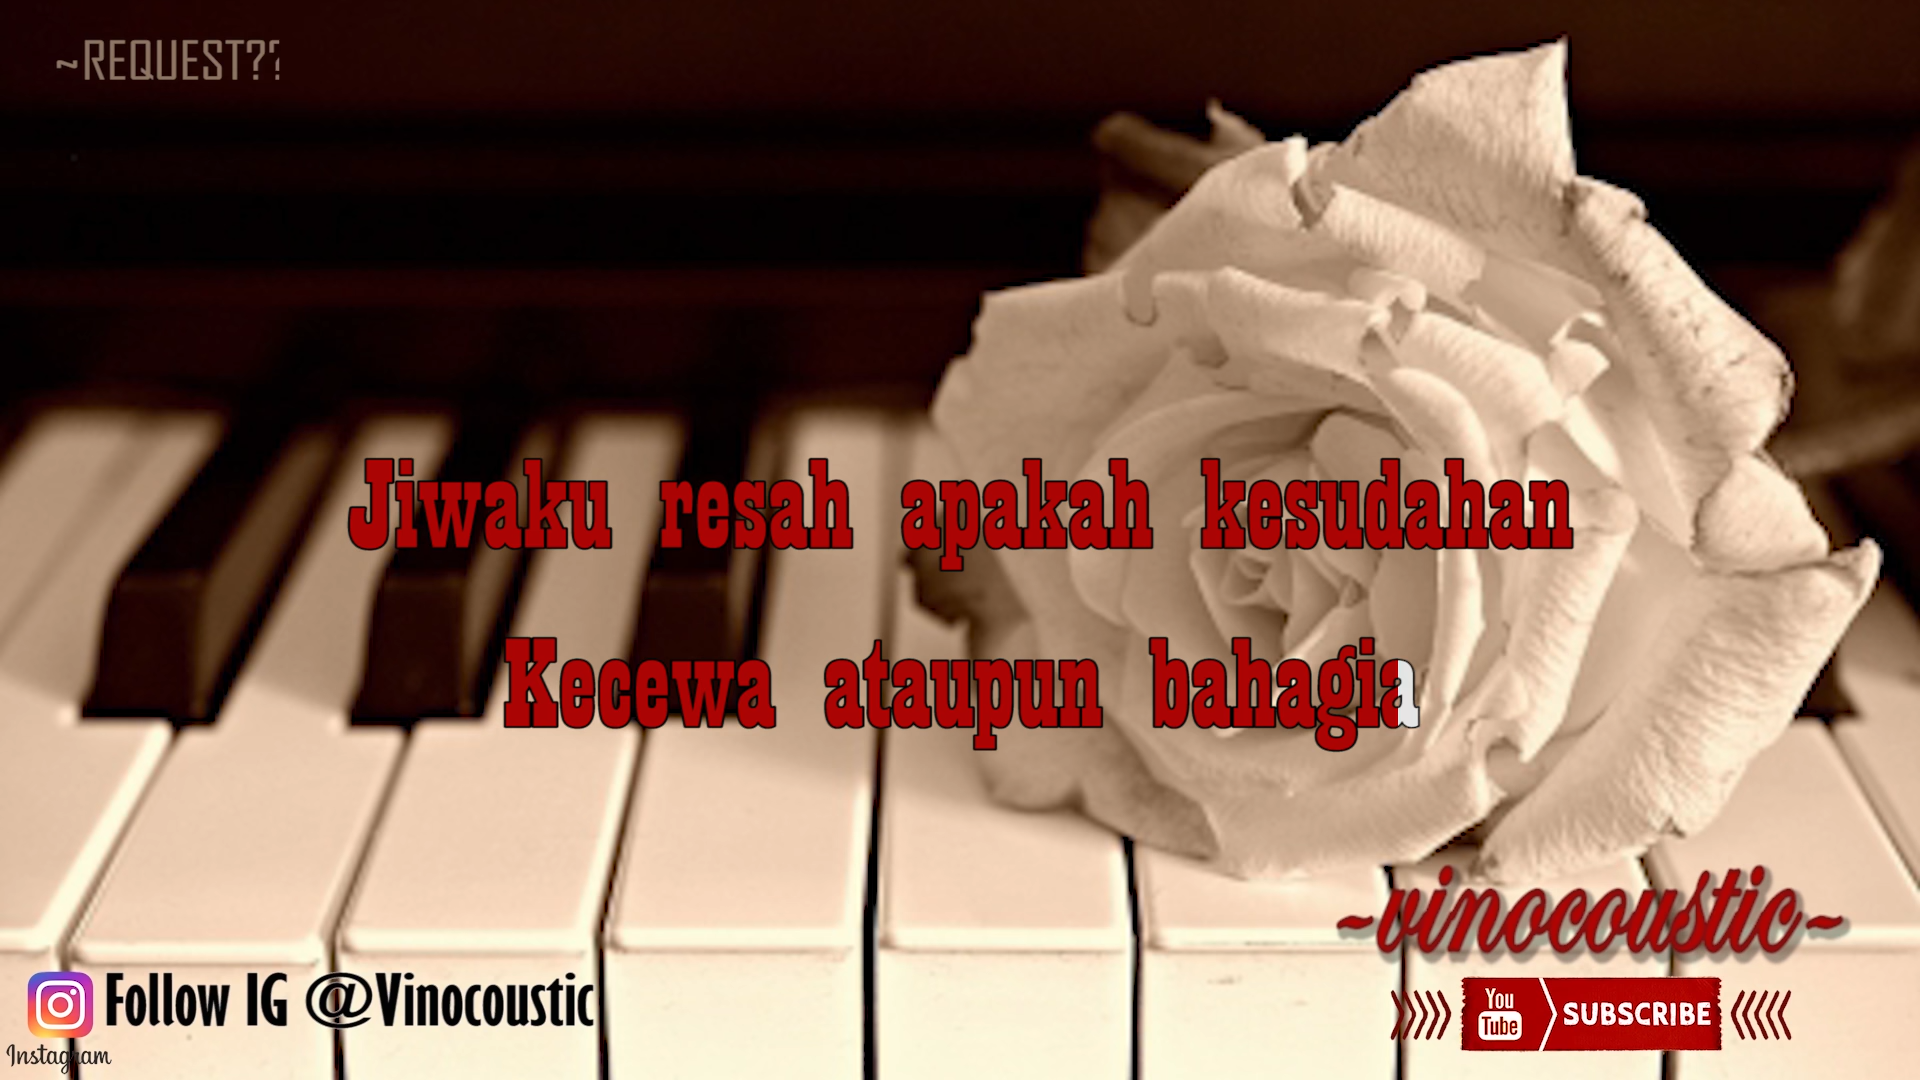 ~REQUEST??
Jiwaku resah apakah kesudahan
Kecewa ataupun bahagia
~vinocoustic~
Follow IG @Vinocoustic
You
Tube
SUBSCRIBE
Instagram